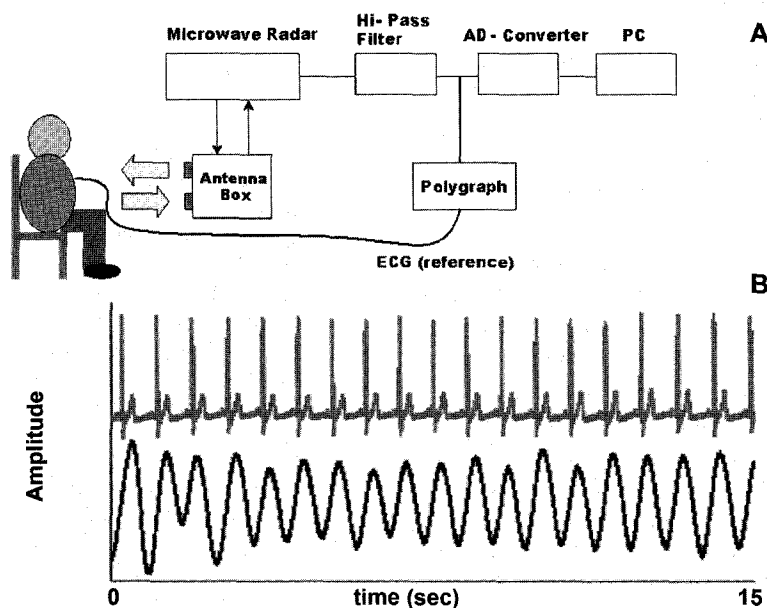 A
Microwave Radar
Hi- Pass
Filter
AD - Converter
PC
Antenna
Box
Polygraph
ECG (reference)
B
Amplitude
0
time (sec)
15